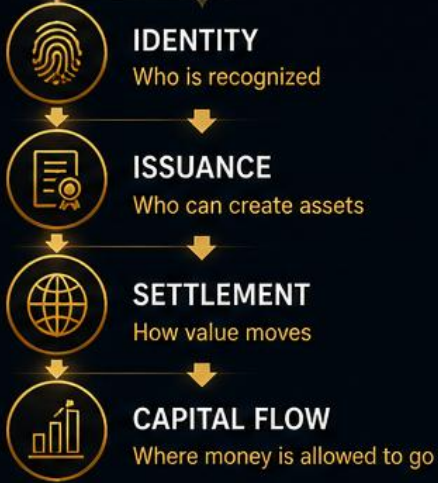 IDENTITY
Who is recognized
ISSUANCE
Who can create assets
SETTLEMENT
How value moves
CAPITAL FLOW
Where money is allowed to go